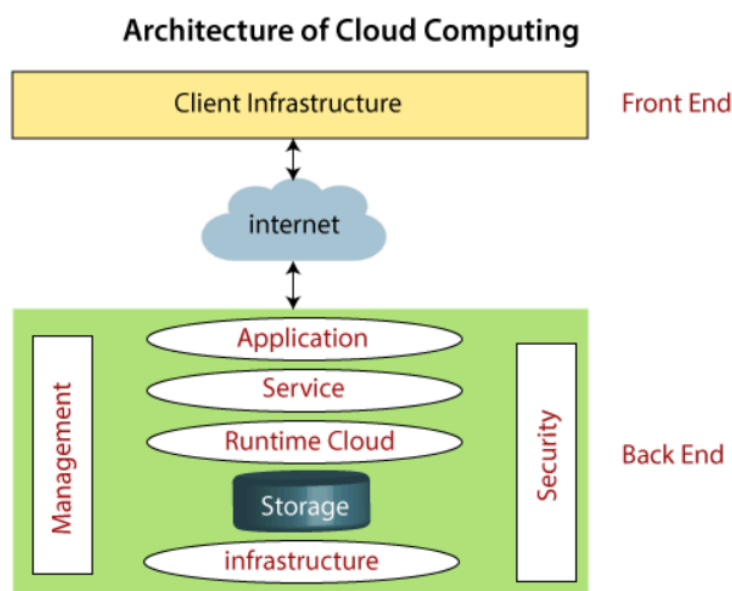 Architecture of Cloud Computing
Client Infrastructure
Front End
internet
Application
Service
Runtime Cloud
Storage
infrastructure
Management
Security
Back End